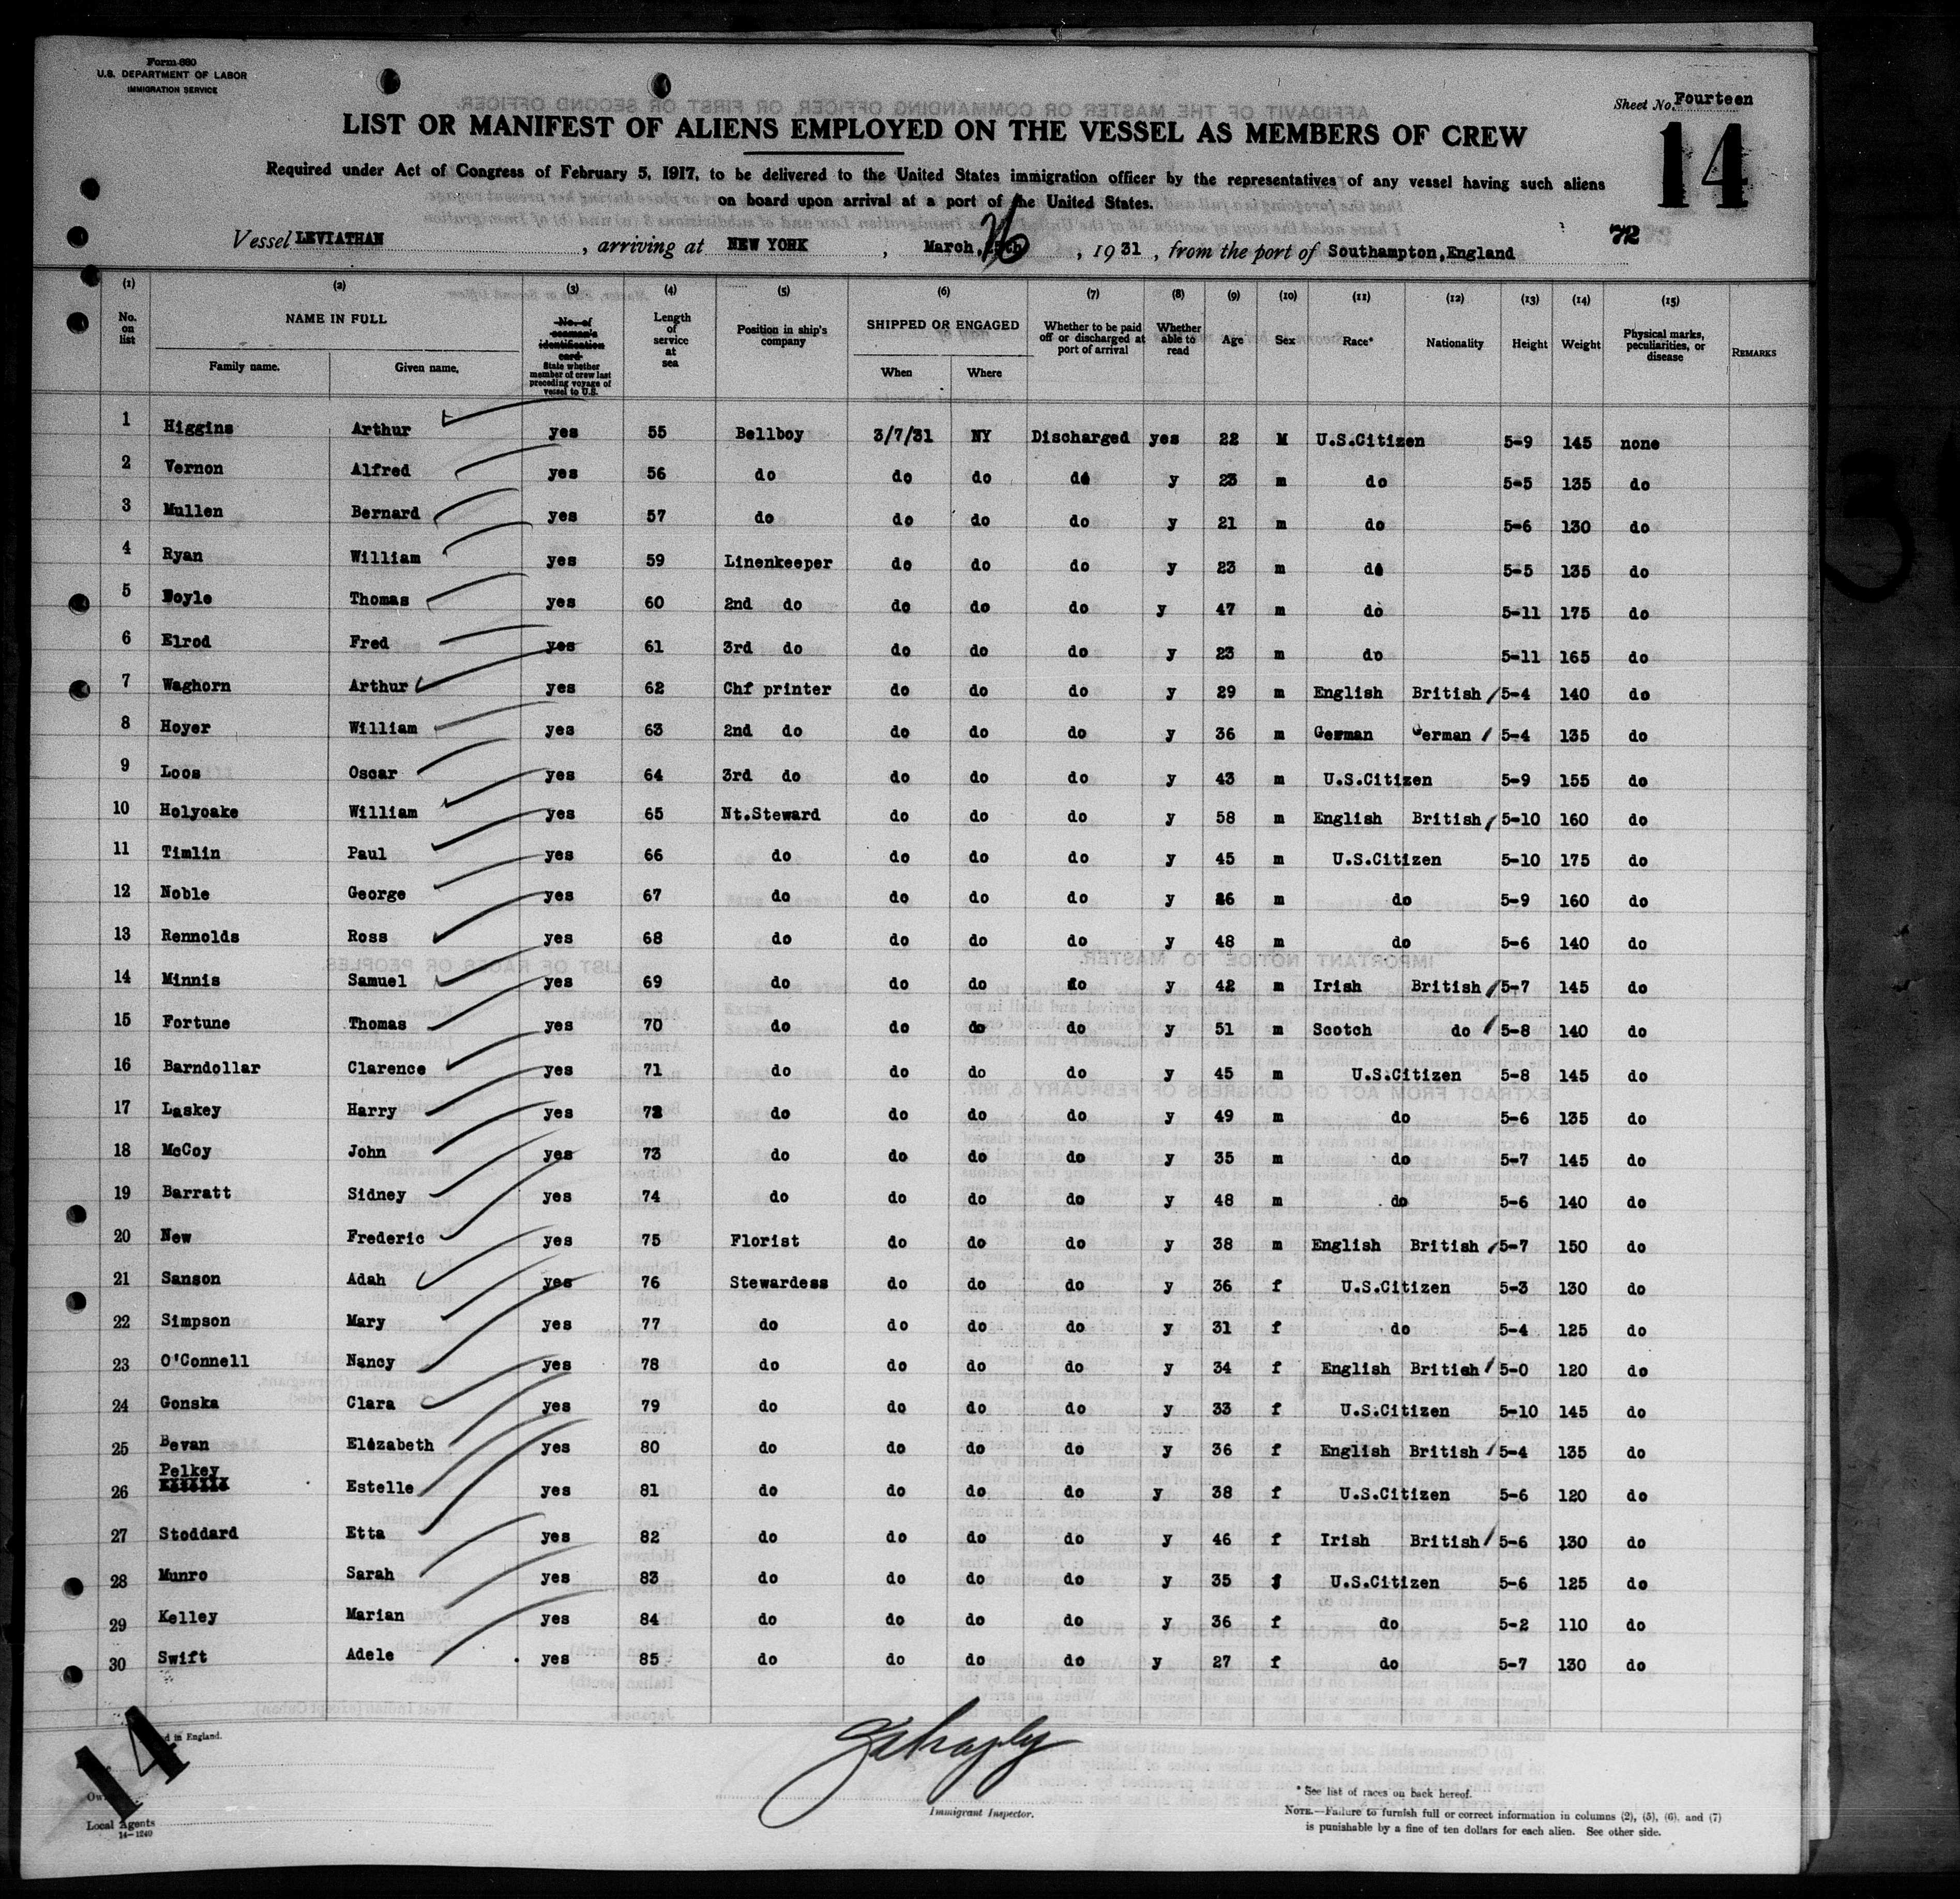 Form 680
U.S. DEPARTMENT OF LABOR
IMMIGRATION SERVICE
Sheet No. Fourteen
14
LIST OR MANIFEST OF ALIENS EMPLOYED ON THE VESSEL AS MEMBERS OF CREW
Required under Act of Congress of February 5, 1917, to be delivered to the United States immigration officer by the representatives of any vessel having such aliens
on board upon arrival at a port of the United States.
72
Vessel LEVIATHAN, arriving at NEW YORK, March, 16, 1931, from the port of Southampton, England
(1) (2) (3) (4) (5) (6) (7) (8) (9) (10) (11) (12) (13) (14) (15)
No. on list NAME IN FULL Family name. Given name. No. of seaman's identification card. State whether member of crew last preceding voyage of vessel to U.S. Length of service at sea Position in ship's company SHIPPED OR ENGAGED When Where Whether to be paid off or discharged at port of arrival Whether able to read Age Sex Race* Nationality Height Weight Physical marks, peculiarities, or disease REMARKS
1 Higgins Arthur yes 55 Bellboy 3/7/31 NY Discharged yes 22 M U.S.Citizen 5-9 145 none
2 Vernon Alfred yes 56 do do do do y 23 m do 5-5 135 do
3 Mullen Bernard yes 57 do do do do y 21 m do 5-6 130 do
4 Ryan William yes 59 Linenkeeper do do do y 23 m do 5-5 135 do
5 Thomas yes 60 2nd do do do do y 47 m do 5-11 175 do
6 Elrod Fred yes 61 3rd do do do do y 23 m do 5-11 165 do
7 Waghorn Arthur yes 62 Chf printer do do do y 29 m English British 5-4 140 do
8 Hoyer William yes 63 2nd do do do do y 36 m German German 5-4 135 do
9 Loos Oscar yes 64 3rd do do do do y 43 m U.S.Citizen 5-9 155 do
10 Holyoake William yes 65 Nt.Steward do do do y 58 m English British 5-10 160 do
11 Timlin Paul yes 66 do do do do y 45 m U.S.Citizen 5-10 175 do
12 Noble George yes 67 do do do do y m do 5-9 160 do
13 Rennolds Ross yes 68 do do do do y 48 m do 5-6 140 do
14 Minnis Samuel yes 69 do do do do y 42 m Irish British 5-7 145 do
15 Fortune Thomas yes 70 do do do do y 51 m Scotch do 5-8 140 do
16 Barndollar Clarence yes 71 do do do do y 45 m U.S.Citizen 5-8 145 do
17 Laskey Harry yes 72 do do do do y 49 m do 5-6 135 do
18 McCoy John yes 73 do do do do y 35 m do 5-7 145 do
19 Barratt Sidney yes 74 do do do do y 48 m do 5-6 140 do
20 New Frederic yes 75 Florist do do do y 38 m English British 5-7 150 do
21 Sanson Adah yes 76 Stewardess do do do y 36 f U.S.Citizen 5-3 130 do
22 Simpson Mary yes 77 do do do do y 31 f do 5-4 125 do
23 O'Connell Nancy yes 78 do do do do y 34 f English British 5-0 120 do
24 Gonska Clara yes 79 do do do do y 33 f U.S.Citizen 5-10 145 do
25 Bevan Elizabeth yes 80 do do do do y 36 f English British 5-4 135 do
26 Pelkey Estelle yes 81 do do do do y 38 f U.S.Citizen 5-6 120 do
27 Stoddard Etta yes 82 do do do do y 46 f Irish British 5-6 130 do
28 Munro Sarah yes 83 do do do do y 35 f U.S.Citizen 5-6 125 do
29 Kelley Marian yes 84 do do do do y 36 f do 5-2 110 do
30 Swift Adele yes 85 do do do do y 27 f do 5-7 130 do
14
d in England.
Local Agents
14-1240
Immigrant Inspector.
* See list of races on back hereof.
NOTE.—Failure to furnish full or correct information in columns (2), (5), (6), and (7)
is punishable by a fine of ten dollars for each alien. See other side.